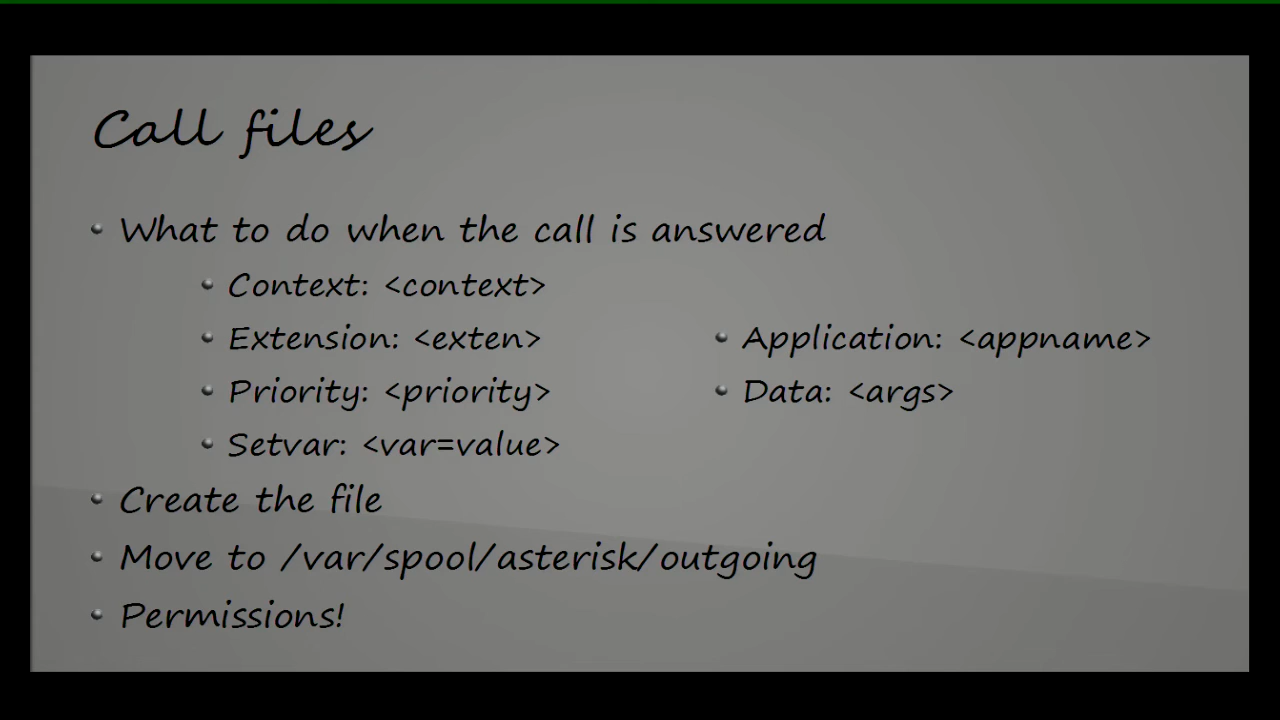 Call files
What to do when the call is answered
Context: <context>
Extension: <exten>
Priority: <priority>
Setvar: <var=value>
Application: <appname>
Data: <args>
Create the file
Move to /var/spool/asterisk/outgoing
Permissions!